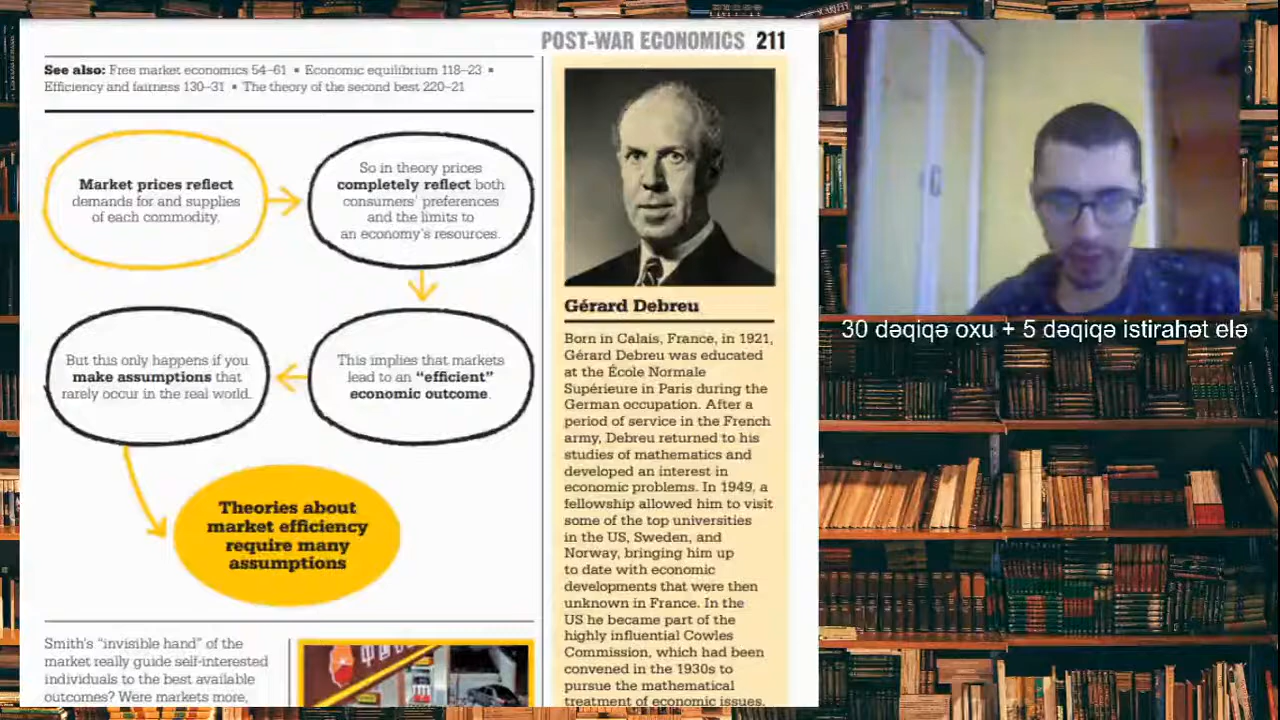 POST-WAR ECONOMICS 211
See also: Free market economics 54–61 ▪ Economic equilibrium 118–23 ▪
Efficiency and fairness 130–31 ▪ The theory of the second best 220–21
Market prices reflect
demands for and supplies
of each commodity.
So in theory prices
completely reflect both
consumers’ preferences
and the limits to
an economy’s resources.
This implies that markets
lead to an “efficient”
economic outcome.
But this only happens if you
make assumptions that
rarely occur in the real world.
Theories about
market efficiency
require many
assumptions
Smith’s “invisible hand” of the
market really guide self-interested
individuals to the best available
outcomes? Were markets more,
Gérard Debreu
Born in Calais, France, in 1921,
Gérard Debreu was educated
at the École Normale
Supérieure in Paris during the
German occupation. After a
period of service in the French
army, Debreu returned to his
studies of mathematics and
developed an interest in
economic problems. In 1949, a
fellowship allowed him to visit
some of the top universities
in the US, Sweden, and
Norway, bringing him up
to date with economic
developments that were then
unknown in France. In the
US he became part of the
highly influential Cowles
Commission, which had been
convened in the 1930s to
pursue the mathematical
treatment of economic issues.
30 dəqiqə oxu + 5 dəqiqə istirahət elə